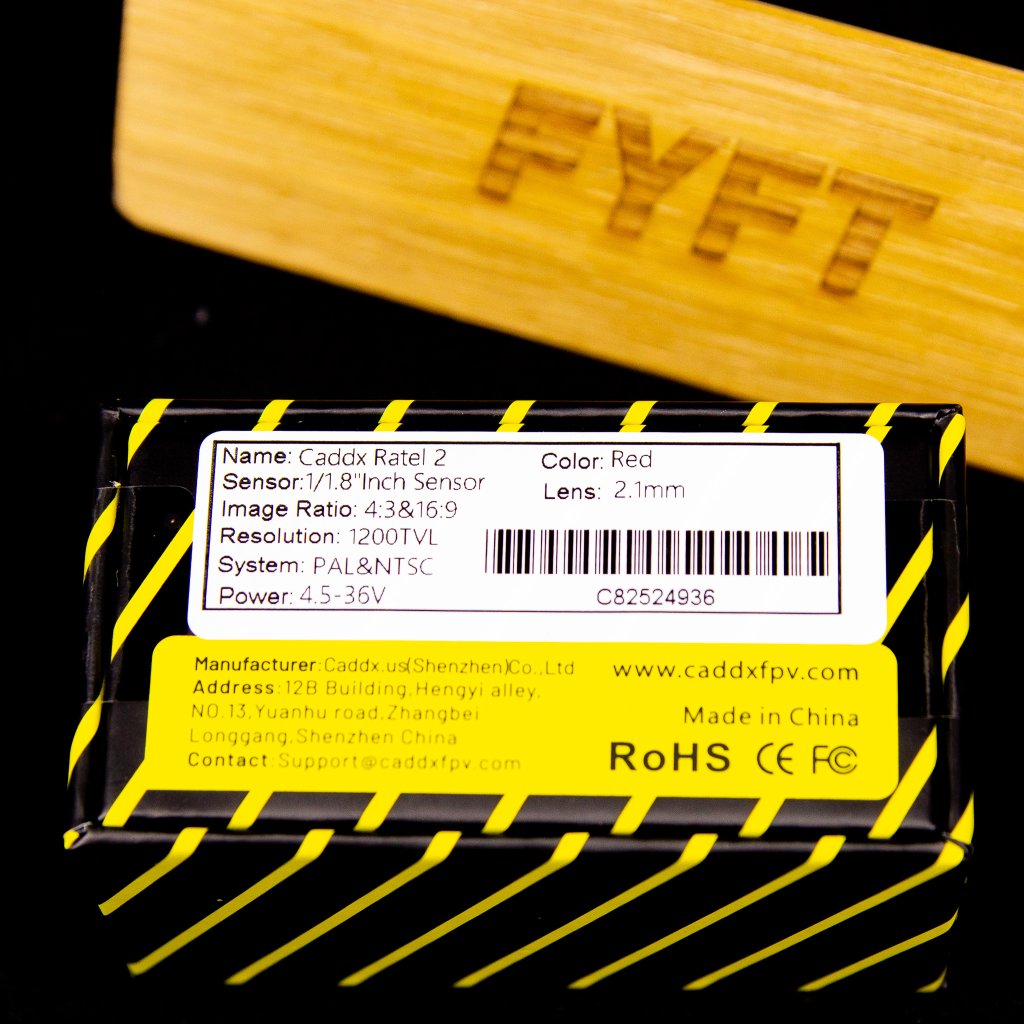 FYFT
Name: Caddx Ratel 2
Sensor:1/1.8"Inch Sensor
Image Ratio: 4:3&16:9
Resolution: 1200TVL
System: PAL&NTSC
Power: 4.5-36V
Color: Red
Lens: 2.1mm
C82524936
Manufacturer:Caddx.us(Shenzhen)Co.,Ltd
Address:12B Building,Hengyi alley,
NO.13,Yuanhu road,Zhangbei
Longgang,Shenzhen China
Contact:Support@caddxfpv.com
www.caddxfpv.com
Made in China
RoHS CE FC